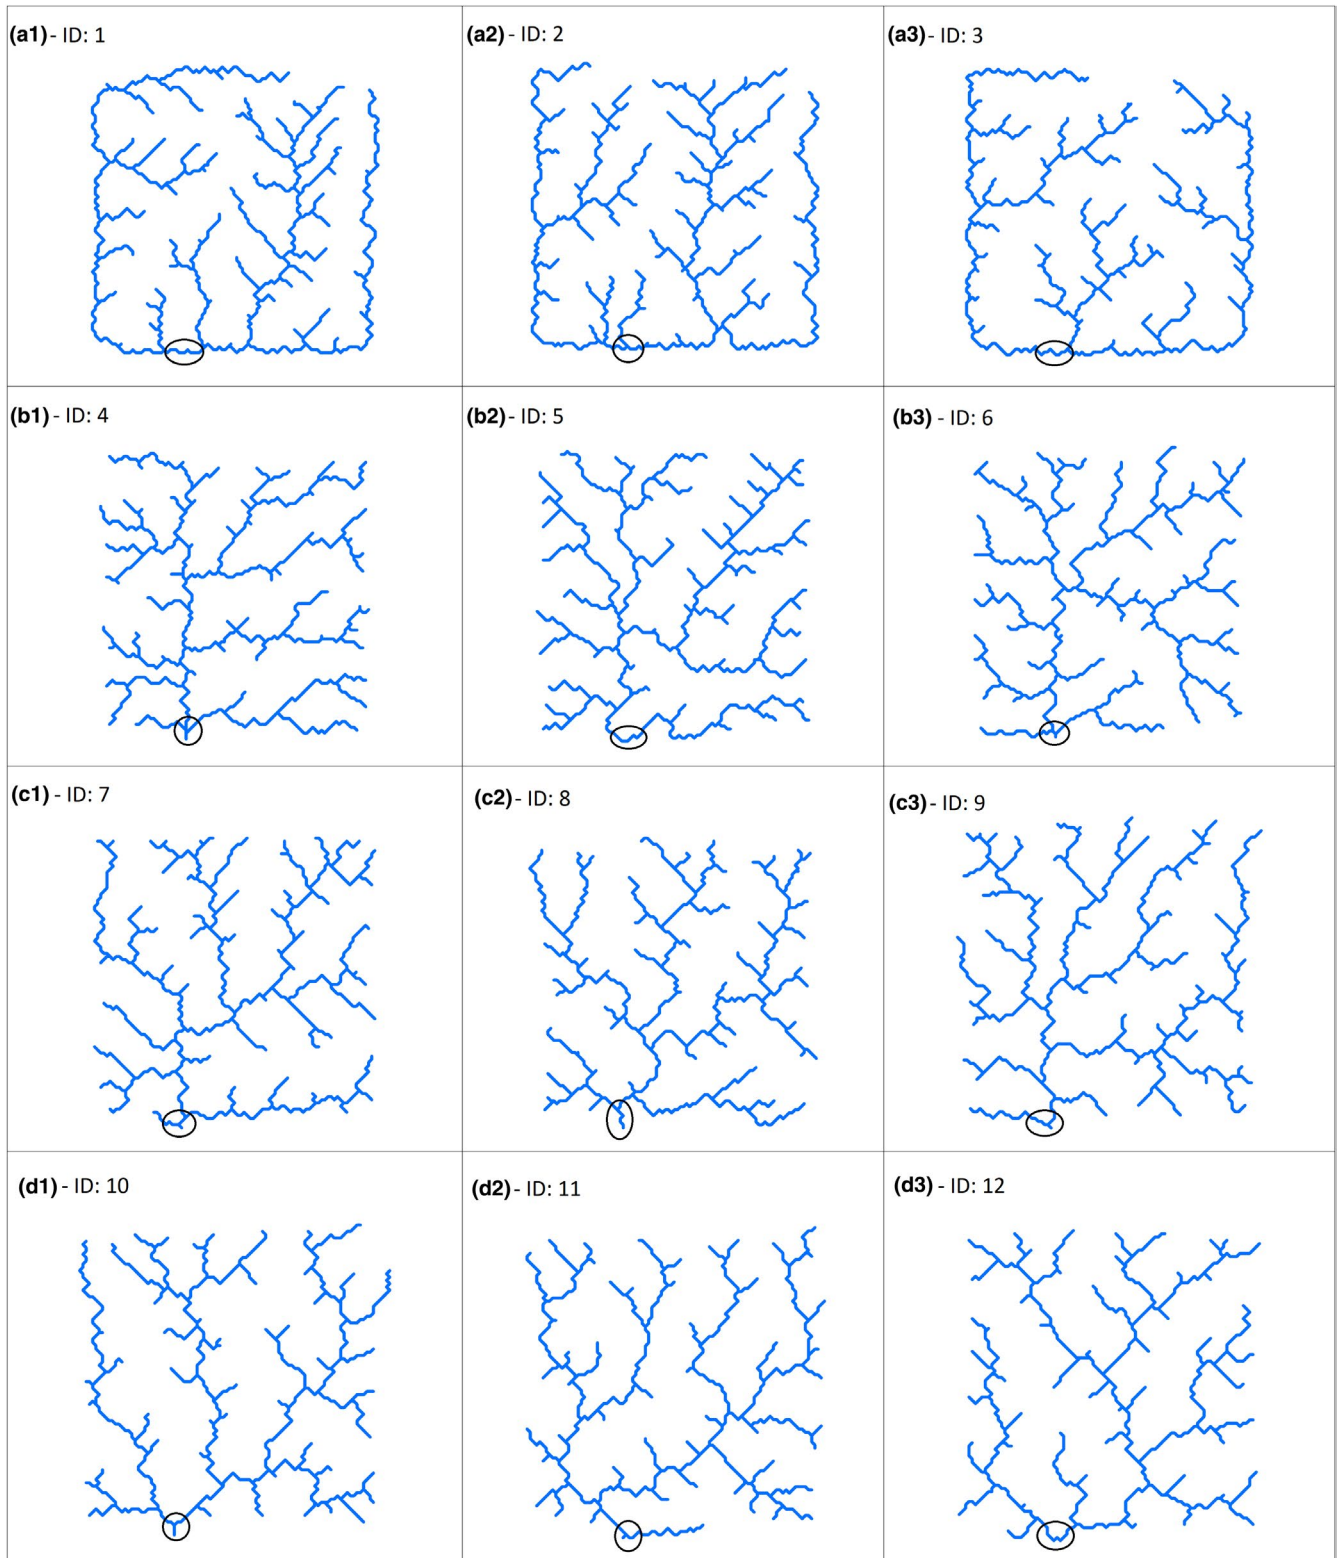 (a1) - ID: 1
(a2) - ID: 2
(a3) - ID: 3
(b1) - ID: 4
(b2) - ID: 5
(b3) - ID: 6
(c1) - ID: 7
(c2) - ID: 8
(c3) - ID: 9
(d1) - ID: 10
(d2) - ID: 11
(d3) - ID: 12